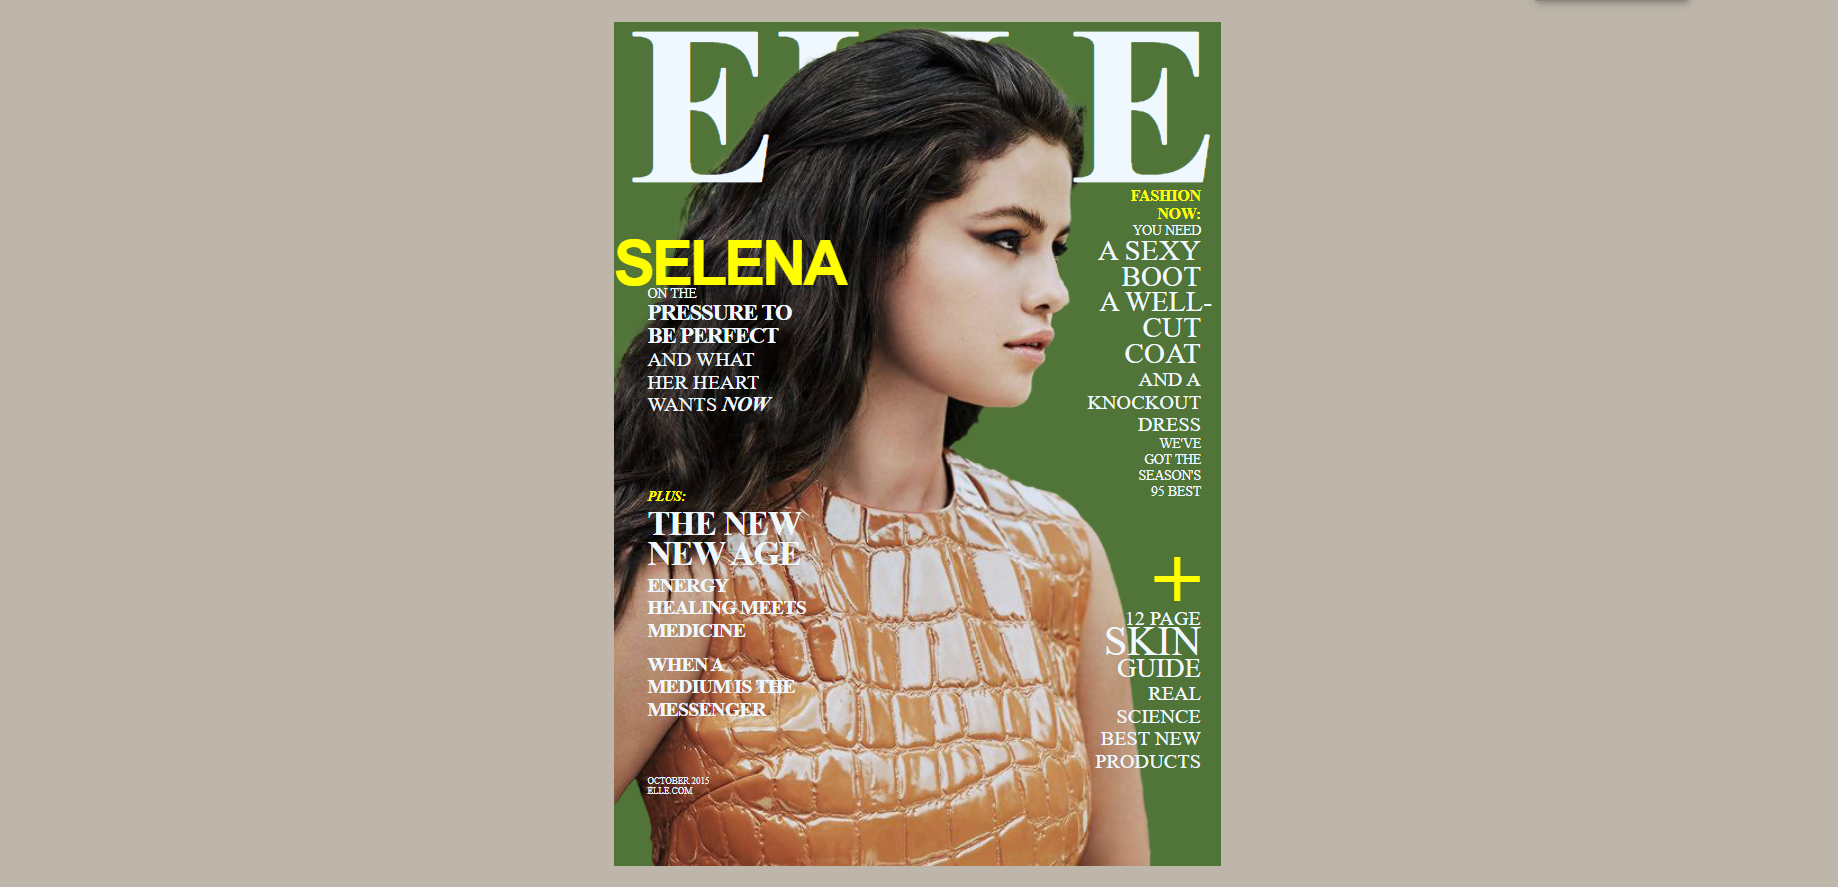 ELLE
SELENA
ON THE
PRESSURE TO
BE PERFECT
AND WHAT
HER HEART
WANTS NOW
PLUS:
THE NEW
NEW AGE
ENERGY
HEALING MEETS
MEDICINE
WHEN A
MEDIUM IS THE
MESSENGER
OCTOBER 2015
ELLE.COM
FASHION
NOW:
YOU NEED
A SEXY
BOOT
A WELL-
CUT
COAT
AND A
KNOCKOUT
DRESS
WE'VE
GOT THE
SEASON'S
95 BEST
+
12 PAGE
SKIN
GUIDE
REAL
SCIENCE
BEST NEW
PRODUCTS